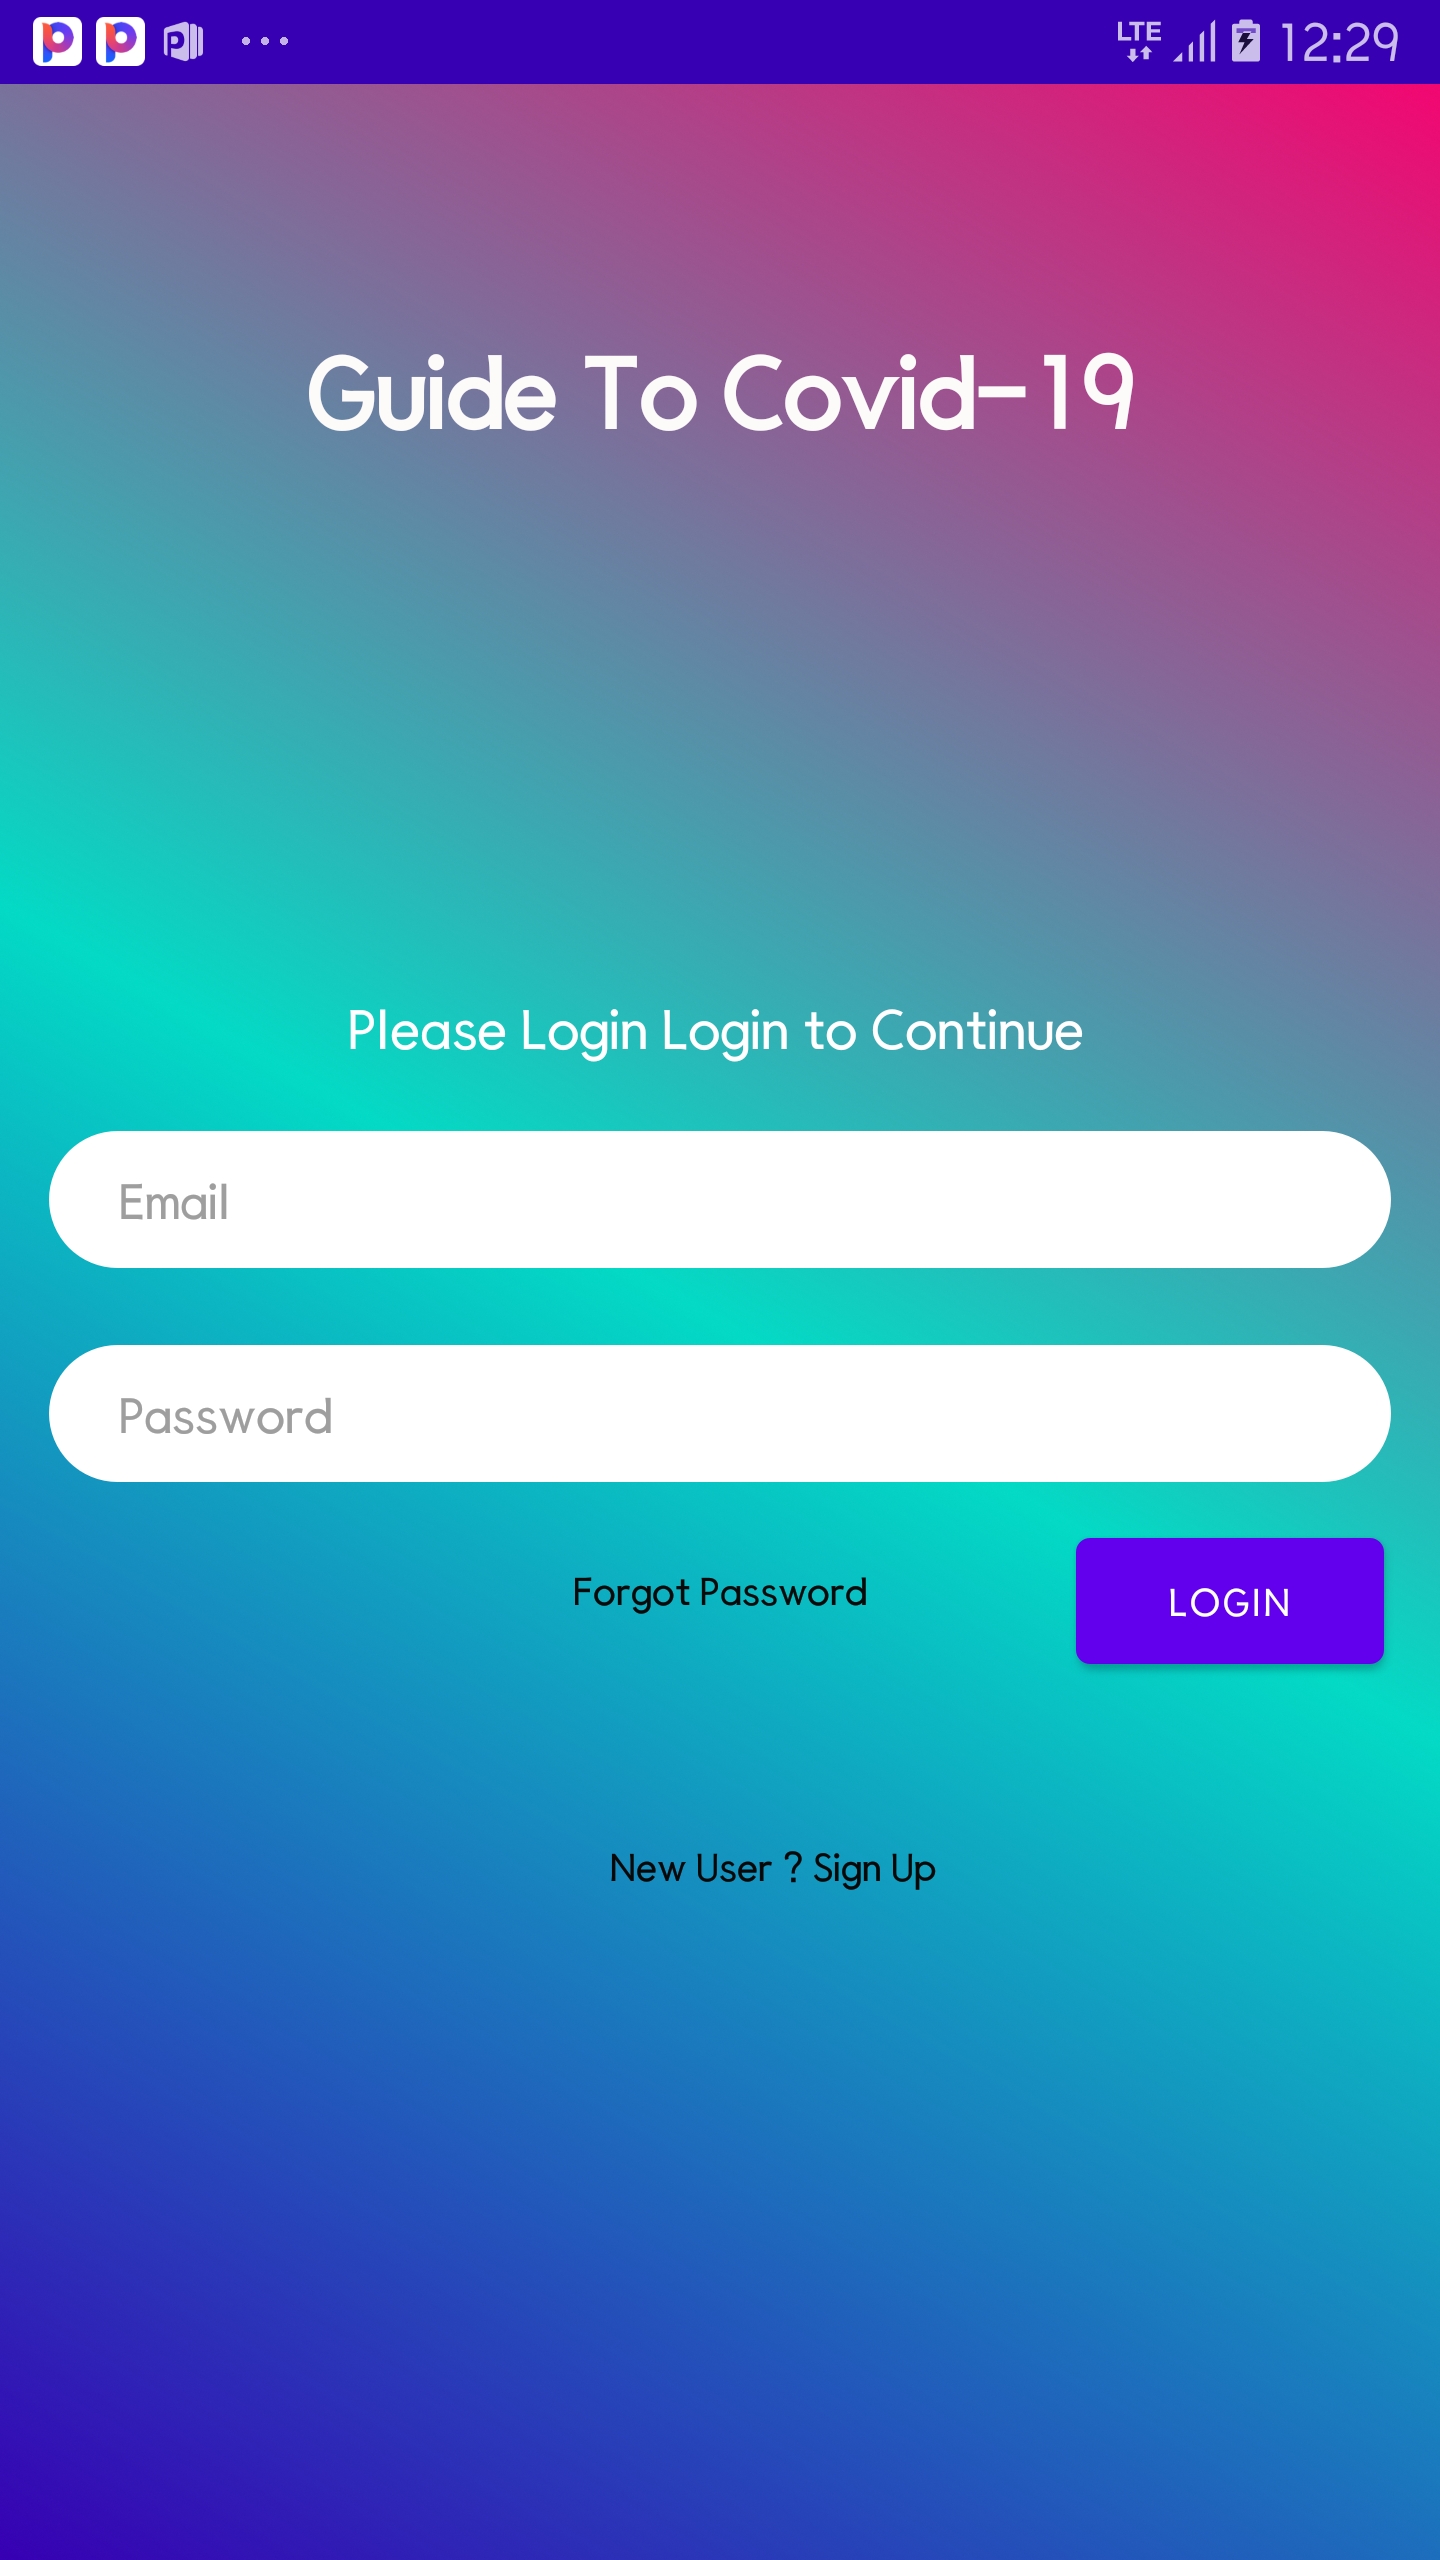 LTE 12:29
Guide To Covid-19
Please Login Login to Continue
Email
Password
Forgot Password
LOGIN
New User ? Sign Up